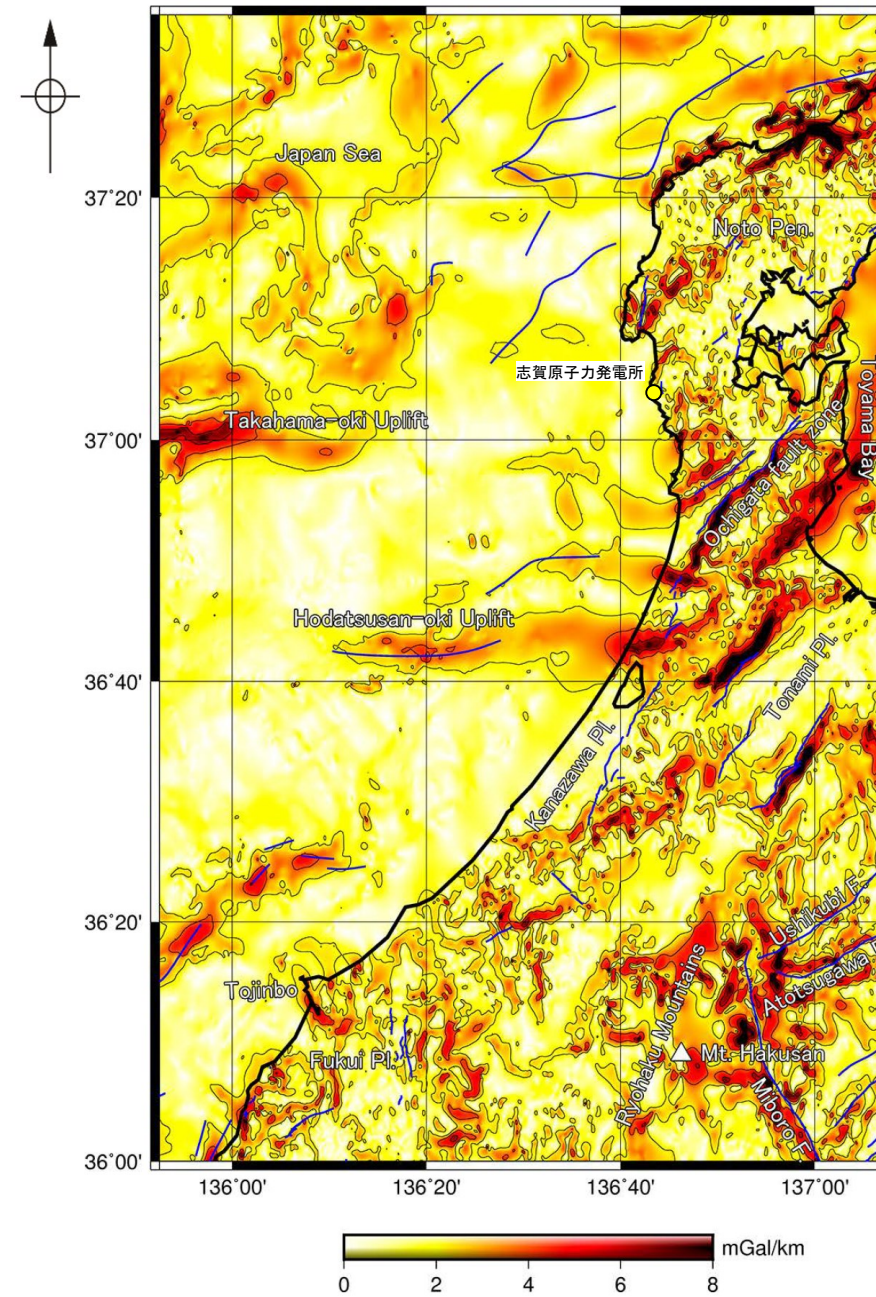 Japan Sea
37°20'
Noto Pen.
志賀原子力発電所
Toyama Bay
Takahama-oki Uplift
37°00'
Ochigata fault zone
Hodatsusan-oki Uplift
36°40'
Tonami Pl.
Kanazawa Pl.
36°20'
Ushikubi F.
Atotsugawa F
Tojinbo
Ryohaku Mountains
Mt. Hakusan
Fukui Pl.
Miboro F.
36°00'
136°00' 136°20' 136°40' 137°00'
mGal/km
0 2 4 6 8